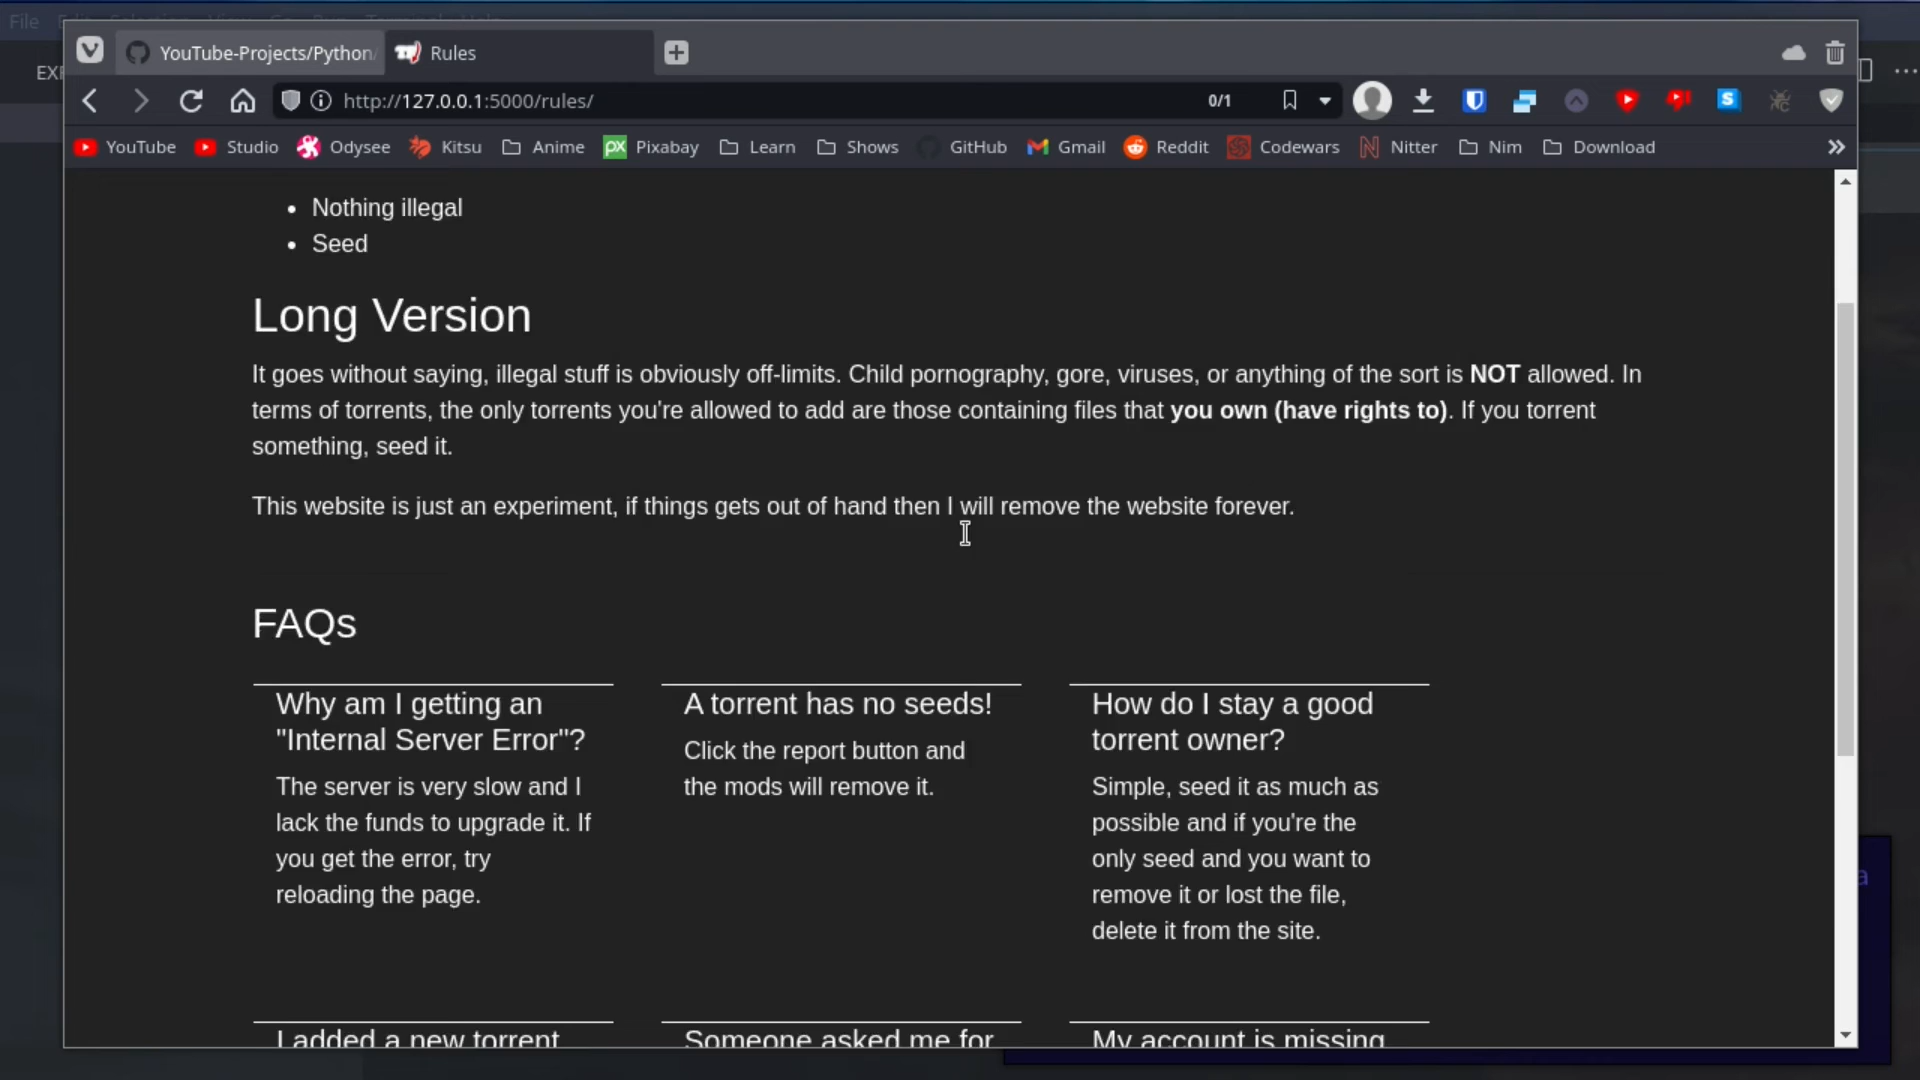 File Edit Selection View Go Run Terminal Help
EXP
YouTube-Projects/Python/
Rules
http://127.0.0.1:5000/rules/
0/1
YouTube
Studio
Odysee
Kitsu
Anime
Pixabay
Learn
Shows
GitHub
Gmail
Reddit
Codewars
Nitter
Nim
Download
Nothing illegal
Seed
Long Version
It goes without saying, illegal stuff is obviously off-limits. Child pornography, gore, viruses, or anything of the sort is NOT allowed. In
terms of torrents, the only torrents you're allowed to add are those containing files that you own (have rights to). If you torrent
something, seed it.
This website is just an experiment, if things gets out of hand then I will remove the website forever.
FAQs
Why am I getting an
"Internal Server Error"?
The server is very slow and I
lack the funds to upgrade it. If
you get the error, try
reloading the page.
A torrent has no seeds!
Click the report button and
the mods will remove it.
How do I stay a good
torrent owner?
Simple, seed it as much as
possible and if you're the
only seed and you want to
remove it or lost the file,
delete it from the site.
I added a new torrent
Someone asked me for
My account is missing